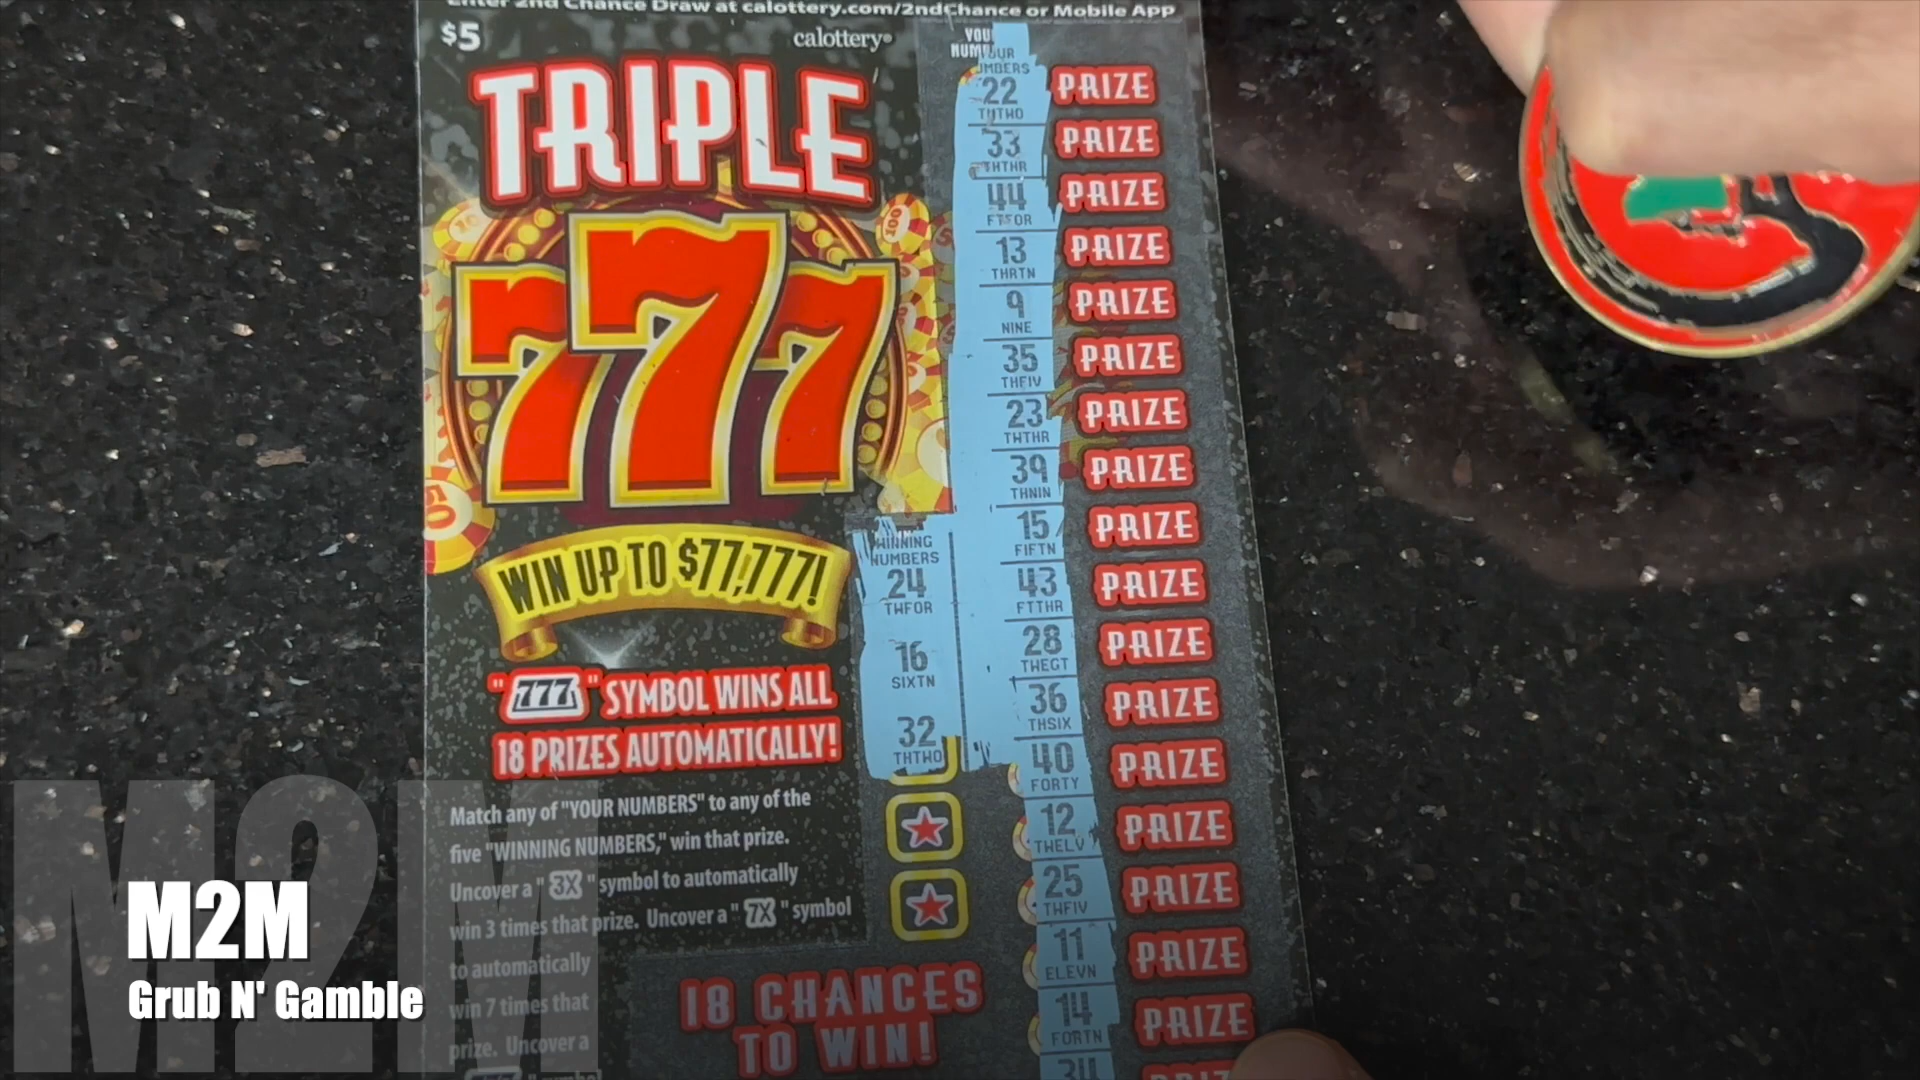 Enter 2nd Chance Draw at calottery.com/2ndChance or Mobile App
$5
calottery
TRIPLE
777
WIN UP TO $77,777!
"777" SYMBOL WINS ALL
18 PRIZES AUTOMATICALLY!
Match any of "YOUR NUMBERS" to any of the
five "WINNING NUMBERS," win that prize.
Uncover a "3X" symbol to automatically
win 3 times that prize. Uncover a "7X" symbol
to automatically
win 7 times that
prize. Uncover a
18 CHANCES
TO WIN!
WINNING
NUMBERS
24
TWFOR
16
SIXTN
32
THTWO
22 PRIZE
TWTWO
33 PRIZE
THTHR
44 PRIZE
FTFOR
13 PRIZE
THRTN
9 PRIZE
NINE
35 PRIZE
THFIV
23 PRIZE
TWTHR
39 PRIZE
THNIN
15 PRIZE
FIFTN
43 PRIZE
FTTHR
28 PRIZE
TWEGT
36 PRIZE
THSIX
40 PRIZE
FORTY
12 PRIZE
TWELV
25 PRIZE
TWFIV
11 PRIZE
ELEVN
14 PRIZE
FORTN
34 PRIZE
M2M
M2M
Grub N' Gamble